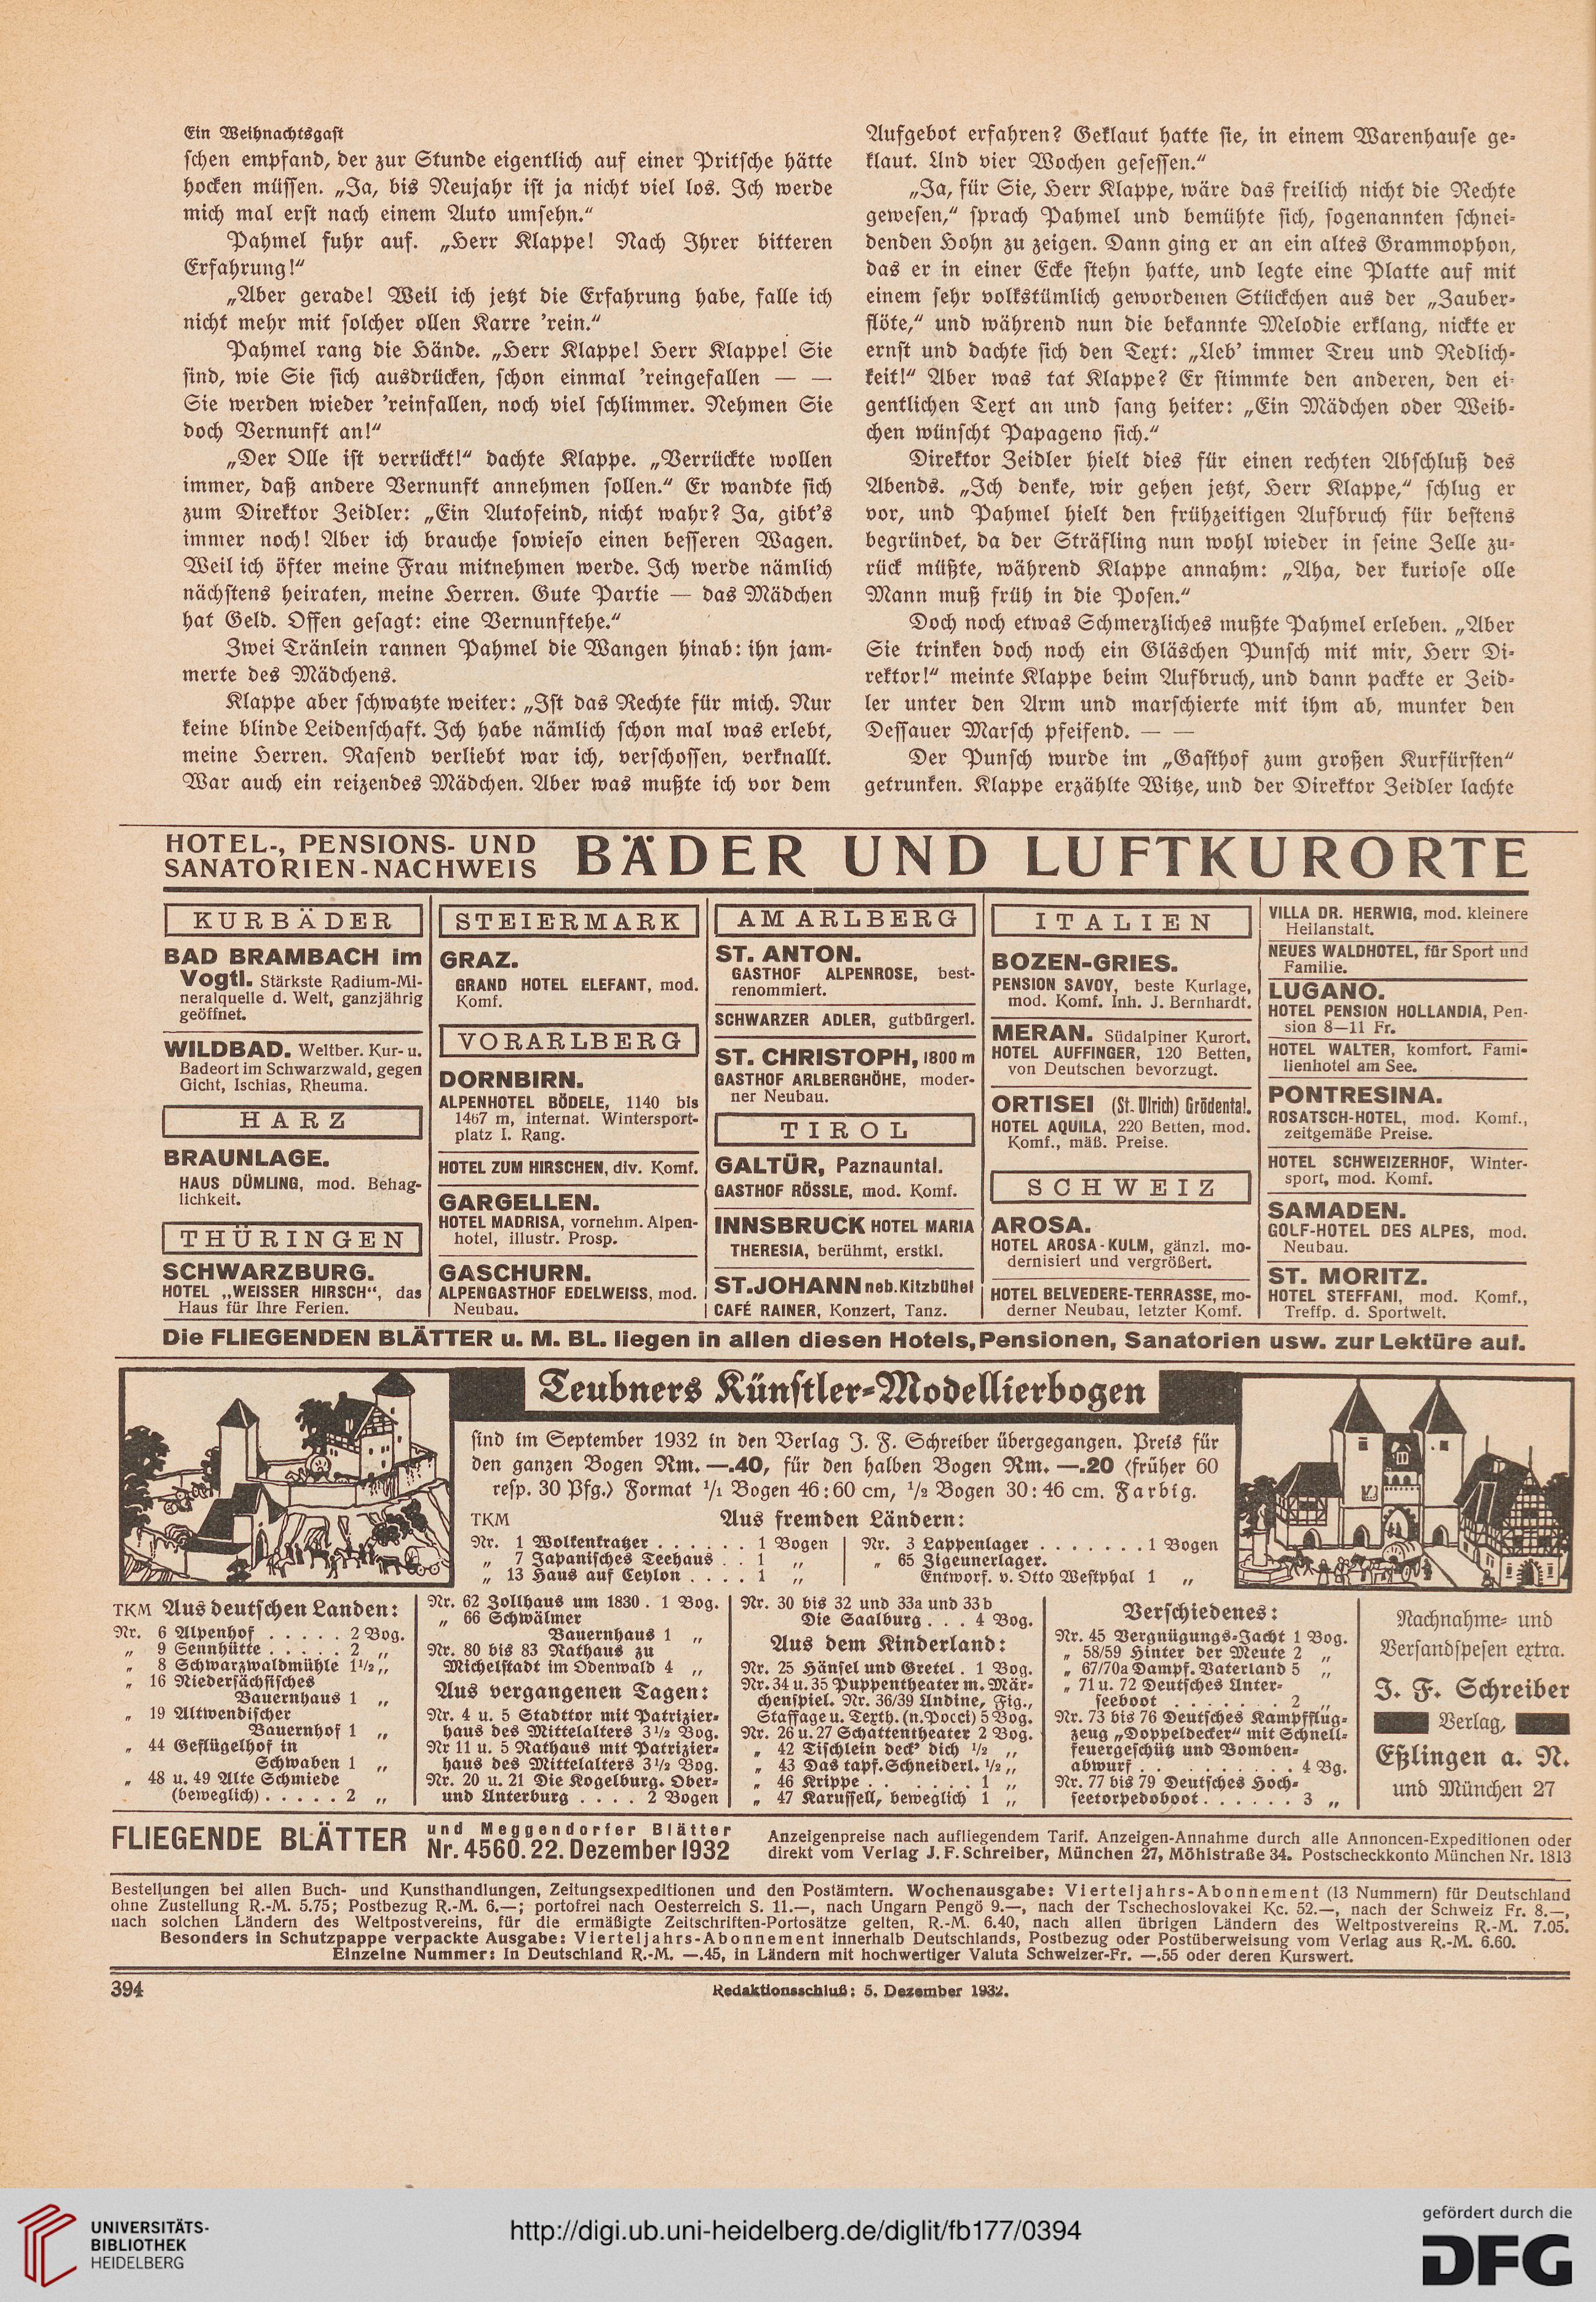 Ein Weihnachtsgast
schen empfand, der zur Stunde eigentlich auf einer Pritsche hätte
hocken müssen. „Ja, bis Neujahr ist ja nicht viel los. Ich werde
mich mal erst nach einem Auto umsehn.“
Pahmel fuhr auf. „Herr Klappe! Nach Ihrer bitteren
Erfahrung!“
„Aber gerade! Weil ich jetzt die Erfahrung habe, falle ich
nicht mehr mit solcher ollen Karre ’rein.“
Pahmel rang die Hände. „Herr Klappe! Herr Klappe! Sie
sind, wie Sie sich ausdrücken, schon einmal ’reingefallen — —
Sie werden wieder ’reinfallen, noch viel schlimmer. Nehmen Sie
doch Vernunft an!“
„Der Olle ist verrückt!“ dachte Klappe. „Verrückte wollen
immer, daß andere Vernunft annehmen sollen.“ Er wandte sich
zum Direktor Zeidler: „Ein Autofeind, nicht wahr? Ja, gibt’s
immer noch! Aber ich brauche sowieso einen besseren Wagen.
Weil ich öfter meine Frau mitnehmen werde. Ich werde nämlich
nächstens heiraten, meine Herren. Gute Partie — das Mädchen
hat Geld. Offen gesagt: eine Vernunftehe.“
Zwei Tränlein rannen Pahmel die Wangen hinab: ihn jam-
merte des Mädchens.
Klappe aber schwatzte weiter: „Ist das Rechte für mich. Nur
keine blinde Leidenschaft. Ich habe nämlich schon mal was erlebt,
meine Herren. Rasend verliebt war ich, verschossen, verknallt.
War auch ein reizendes Mädchen. Aber was mußte ich vor dem
Aufgebot erfahren? Geklaut hatte sie, in einem Warenhause ge-
klaut. Und vier Wochen gesessen.“
„Ja, für Sie, Herr Klappe, wäre das freilich nicht die Rechte
gewesen,“ sprach Pahmel und bemühte sich, sogenannten schnei-
denden Hohn zu zeigen. Dann ging er an ein altes Grammophon,
das er in einer Ecke stehn hatte, und legte eine Platte auf mit
einem sehr volkstümlich gewordenen Stückchen aus der „Zauber-
flöte,“ und während nun die bekannte Melodie erklang, nickte er
ernst und dachte sich den Text: „Ueb’ immer Treu und Redlich-
keit!“ Aber was tat Klappe? Er stimmte den anderen, den ei-
gentlichen Text an und sang heiter: „Ein Mädchen oder Weib-
chen wünscht Papageno sich.“
Direktor Zeidler hielt dies für einen rechten Abschluß des
Abends. „Ich denke, wir gehen jetzt, Herr Klappe,“ schlug er
vor, und Pahmel hielt den frühzeitigen Aufbruch für bestens
begründet, da der Sträfling nun wohl wieder in seine Zelle zu-
rück müßte, während Klappe annahm: „Aha, der kuriose olle
Mann muß früh in die Posen.“
Doch noch etwas Schmerzliches mußte Pahmel erleben. „Aber
Sie trinken doch noch ein Gläschen Punsch mit mir, Herr Di-
rektor!“ meinte Klappe beim Aufbruch, und dann packte er Zeid-
ler unter den Arm und marschierte mit ihm ab, munter den
Dessauer Marsch pfeifend. — —
Der Punsch wurde im „Gasthof zum großen Kurfürsten“
getrunken. Klappe erzählte Witze, und der Direktor Zeidler lachte
HOTEL-, PENSIONS- UND
SANATORIEN-NACHWEIS
BÄDER UND LUFTKURORTE
KURBÄDER
BAD BRAMBACH im
Vogtl. Stärkste Radium-Mi-
neralquelle d. Welt, ganzjährig
geöffnet.
WILDBAD. Weltber. Kur- u.
Badeort im Schwarzwald, gegen
Gicht, Ischias, Rheuma.
HARZ
BRAUNLAGE.
HAUS DÜMLING, mod. Behag-
lichkeit.
THÜRINGEN
SCHWARZBURG.
HOTEL „WEISSER HIRSCH“, das
Haus für Ihre Ferien.
STEIERMARK
GRAZ.
GRAND HOTEL ELEFANT, mod.
Komf.
VORARLBERG
DORNBIRN.
ALPENHOTEL BÖDELE, 1140 bis
1467 m, internat. Wintersport-
platz I. Rang.
HOTEL ZUM HIRSCHEN, div. Komf.
GARGELLEN.
HOTEL MADRISA, vornehm. Alpen-
hotel, illustr. Prosp.
GASCHURN.
ALPENGASTHOF EDELWEISS, mod.
Neubau.
AM ARLBERG
ST. ANTON.
GASTHOF ALPENROSE, best-
renommiert.
SCHWARZER ADLER, gutbürgerl.
ST. CHRISTOPH, 1800 m
GASTHOF ARLBERGHÖHE, moder-
ner Neubau.
TIROL
GALTÜR, Paznauntal.
GASTHOF RÖSSLE, mod. Komf.
INNSBRUCK HOTEL MARIA
THERESIA, berühmt, erstkl.
ST. JOHANN neb. Kitzbühel
CAFÉ RAINER, Konzert, Tanz.
ITALIEN
BOZEN-GRIES.
PENSION SAVOY, beste Kurlage,
mod. Komf. Inh. J. Bernhardt.
MERAN. Südalpiner Kurort.
HOTEL AUFFINGER, 120 Betten,
von Deutschen bevorzugt.
ORTISEI (St. Ulrich) Grödental.
HOTEL AQUILA, 220 Betten, mod.
Komf., mäß. Preise.
SCHWEIZ
AROSA.
HOTEL AROSA-KULM, gänzl. mo-
dernisiert und vergrößert.
HOTEL BELVEDERE-TERRASSE, mo-
derner Neubau, letzter Komf.
VILLA DR. HERWIG, mod. kleinere
Heilanstalt.
NEUES WALDHOTEL, für Sport und
Familie.
LUGANO.
HOTEL PENSION HOLLANDIA, Pen-
sion 8—11 Fr.
HOTEL WALTER, komfort. Fami-
lienhotel am See.
PONTRESINA.
ROSATSCH-HOTEL, mod. Komf.,
zeitgemäße Preise.
HOTEL SCHWEIZERHOF, Winter-
sport, mod. Komf.
SAMADEN.
GOLF-HOTEL DES ALPES, mod.
Neubau.
ST. MORITZ.
HOTEL STEFFANI, mod. Komf.,
Treffp. d. Sportwelt.
Die FLIEGENDEN BLÄTTER u. M. BL. liegen in allen diesen Hotels, Pensionen, Sanatorien usw. zur Lektüre auf.
Teubners Künstler-Modellierbogen
sind im September 1932 in den Verlag J. F. Schreiber übergegangen. Preis für
den ganzen Bogen Rm. —.40, für den halben Bogen Rm. —.20 (früher 60
resp. 30 Pfg.) Format 1/1 Bogen 46:60 cm, 1/2 Bogen 30:46 cm. Farbig.
TKM Aus fremden Ländern:
Nr. 1 Wolkenkratzer . . . . . . 1 Bogen
„ 7 Japanisches Teehaus . . 1 „
„ 13 Haus auf Ceylon . . . . 1 „
Nr. 3 Lappenlager . . . . . . . 1 Bogen
„ 65 Zigeunerlager.
Entworf. v. Otto Westphal 1 „
TKM Aus deutschen Landen:
Nr. 6 Alpenhof . . . . . 2 Bog.
„ 9 Sennhütte . . . . . 2 „
„ 8 Schwarzwaldmühle 1 1/2 „
„ 16 Niedersächsisches
Bauernhaus 1 „
„ 19 Altwendischer
Bauernhof 1 „
„ 44 Geflügelhof in
Schwaben 1 „
„ 48 u. 49 Alte Schmiede
(beweglich) . . . . . 2 „
Nr. 62 Zollhaus um 1830 . 1 Bog.
„ 66 Schwälmer
Bauernhaus 1 „
Nr. 80 bis 83 Rathaus zu
Michelstadt im Odenwald 4 „
Aus vergangenen Tagen:
Nr. 4 u. 5 Stadttor mit Patrizier-
haus des Mittelalters 3 1/2 Bog.
Nr 11 u. 5 Rathaus mit Patrizier-
haus des Mittelalters 3 1/2 Bog.
Nr. 20 u. 21 Die Kogelburg. Ober-
und Unterburg . . . . 2 Bogen
Nr. 30 bis 32 und 33a und 33b
Die Saalburg . . . 4 Bog.
Aus dem Kinderland:
Nr. 25 Hänsel und Gretel . 1 Bog.
Nr. 34 u. 35 Puppentheater m. Mär-
chenspiel. Nr. 36/39 Undine, Fig.,
Staffage u. Texth. (n. Pocci) 5 Bog.
Nr. 26 u. 27 Schattentheater 2 Bog.
„ 42 Tischlein deck’ dich 1/2 „
„ 43 Das tapf. Schneiderl. 1/2 „
„ 46 Krippe . . . . . . . 1 „
„ 47 Karussell, beweglich 1 „
Verschiedenes:
Nr. 45 Vergnügungs-Jacht 1 Bog.
„ 58/59 Hinter der Meute 2 „
„ 67/70a Dampf. Vaterland 5 „
„ 71 u. 72 Deutsches Unter-
seeboot . . . . . . . 2 „
Nr. 73 bis 76 Deutsches Kampfflug-
zeug „Doppeldecker“ mit Schnell-
feuergeschütz und Bomben-
abwurf . . . . . . . . . . 4 Bg.
Nr. 77 bis 79 Deutsches Hoch-
seetorpedoboot . . . . . . 3 „
Nachnahme- und
Versandspesen extra.
J. F. Schreiber
Verlag,
Eßlingen a. N.
und München 27
FLIEGENDE BLÄTTER und Meggendorfer Blätter
Nr. 4560. 22. Dezember 1932
Anzeigenpreise nach aufliegendem Tarif. Anzeigen-Annahme durch alle Annoncen-Expeditionen oder
direkt vom Verlag J. F. Schreiber, München 27, Möhlstraße 34. Postscheckkonto München Nr. 1813
Bestellungen bei allen Buch- und Kunsthandlungen, Zeitungsexpeditionen und den Postämtern. Wochenausgabe: Vierteljahrs-Abonnement (13 Nummern) für Deutschland
ohne Zustellung R.-M. 5.75; Postbezug R.-M. 6.—; portofrei nach Oesterreich S. 11.—, nach Ungarn Pengö 9.—, nach der Tschechoslovakei Kc. 52.—, nach der Schweiz Fr. 8.—,
nach solchen Ländern des Weltpostvereins, für die ermäßigte Zeitschriften-Portosätze gelten, R.-M. 6.40, nach allen übrigen Ländern des Weltpostvereins R.-M. 7.05.
Besonders in Schutzpappe verpackte Ausgabe: Vierteljahrs-Abonnement innerhalb Deutschlands, Postbezug oder Postüberweisung vom Verlag aus R.-M. 6.60.
Einzelne Nummer: In Deutschland R.-M. —.45, in Ländern mit hochwertiger Valuta Schweizer-Fr. —.55 oder deren Kurswert.
394
Redaktionsschluß: 5. Dezember 1932.
UNIVERSITÄTS-
BIBLIOTHEK
HEIDELBERG
http://digi.ub.uni-heidelberg.de/diglit/fb177/0394
gefördert durch die
DFG